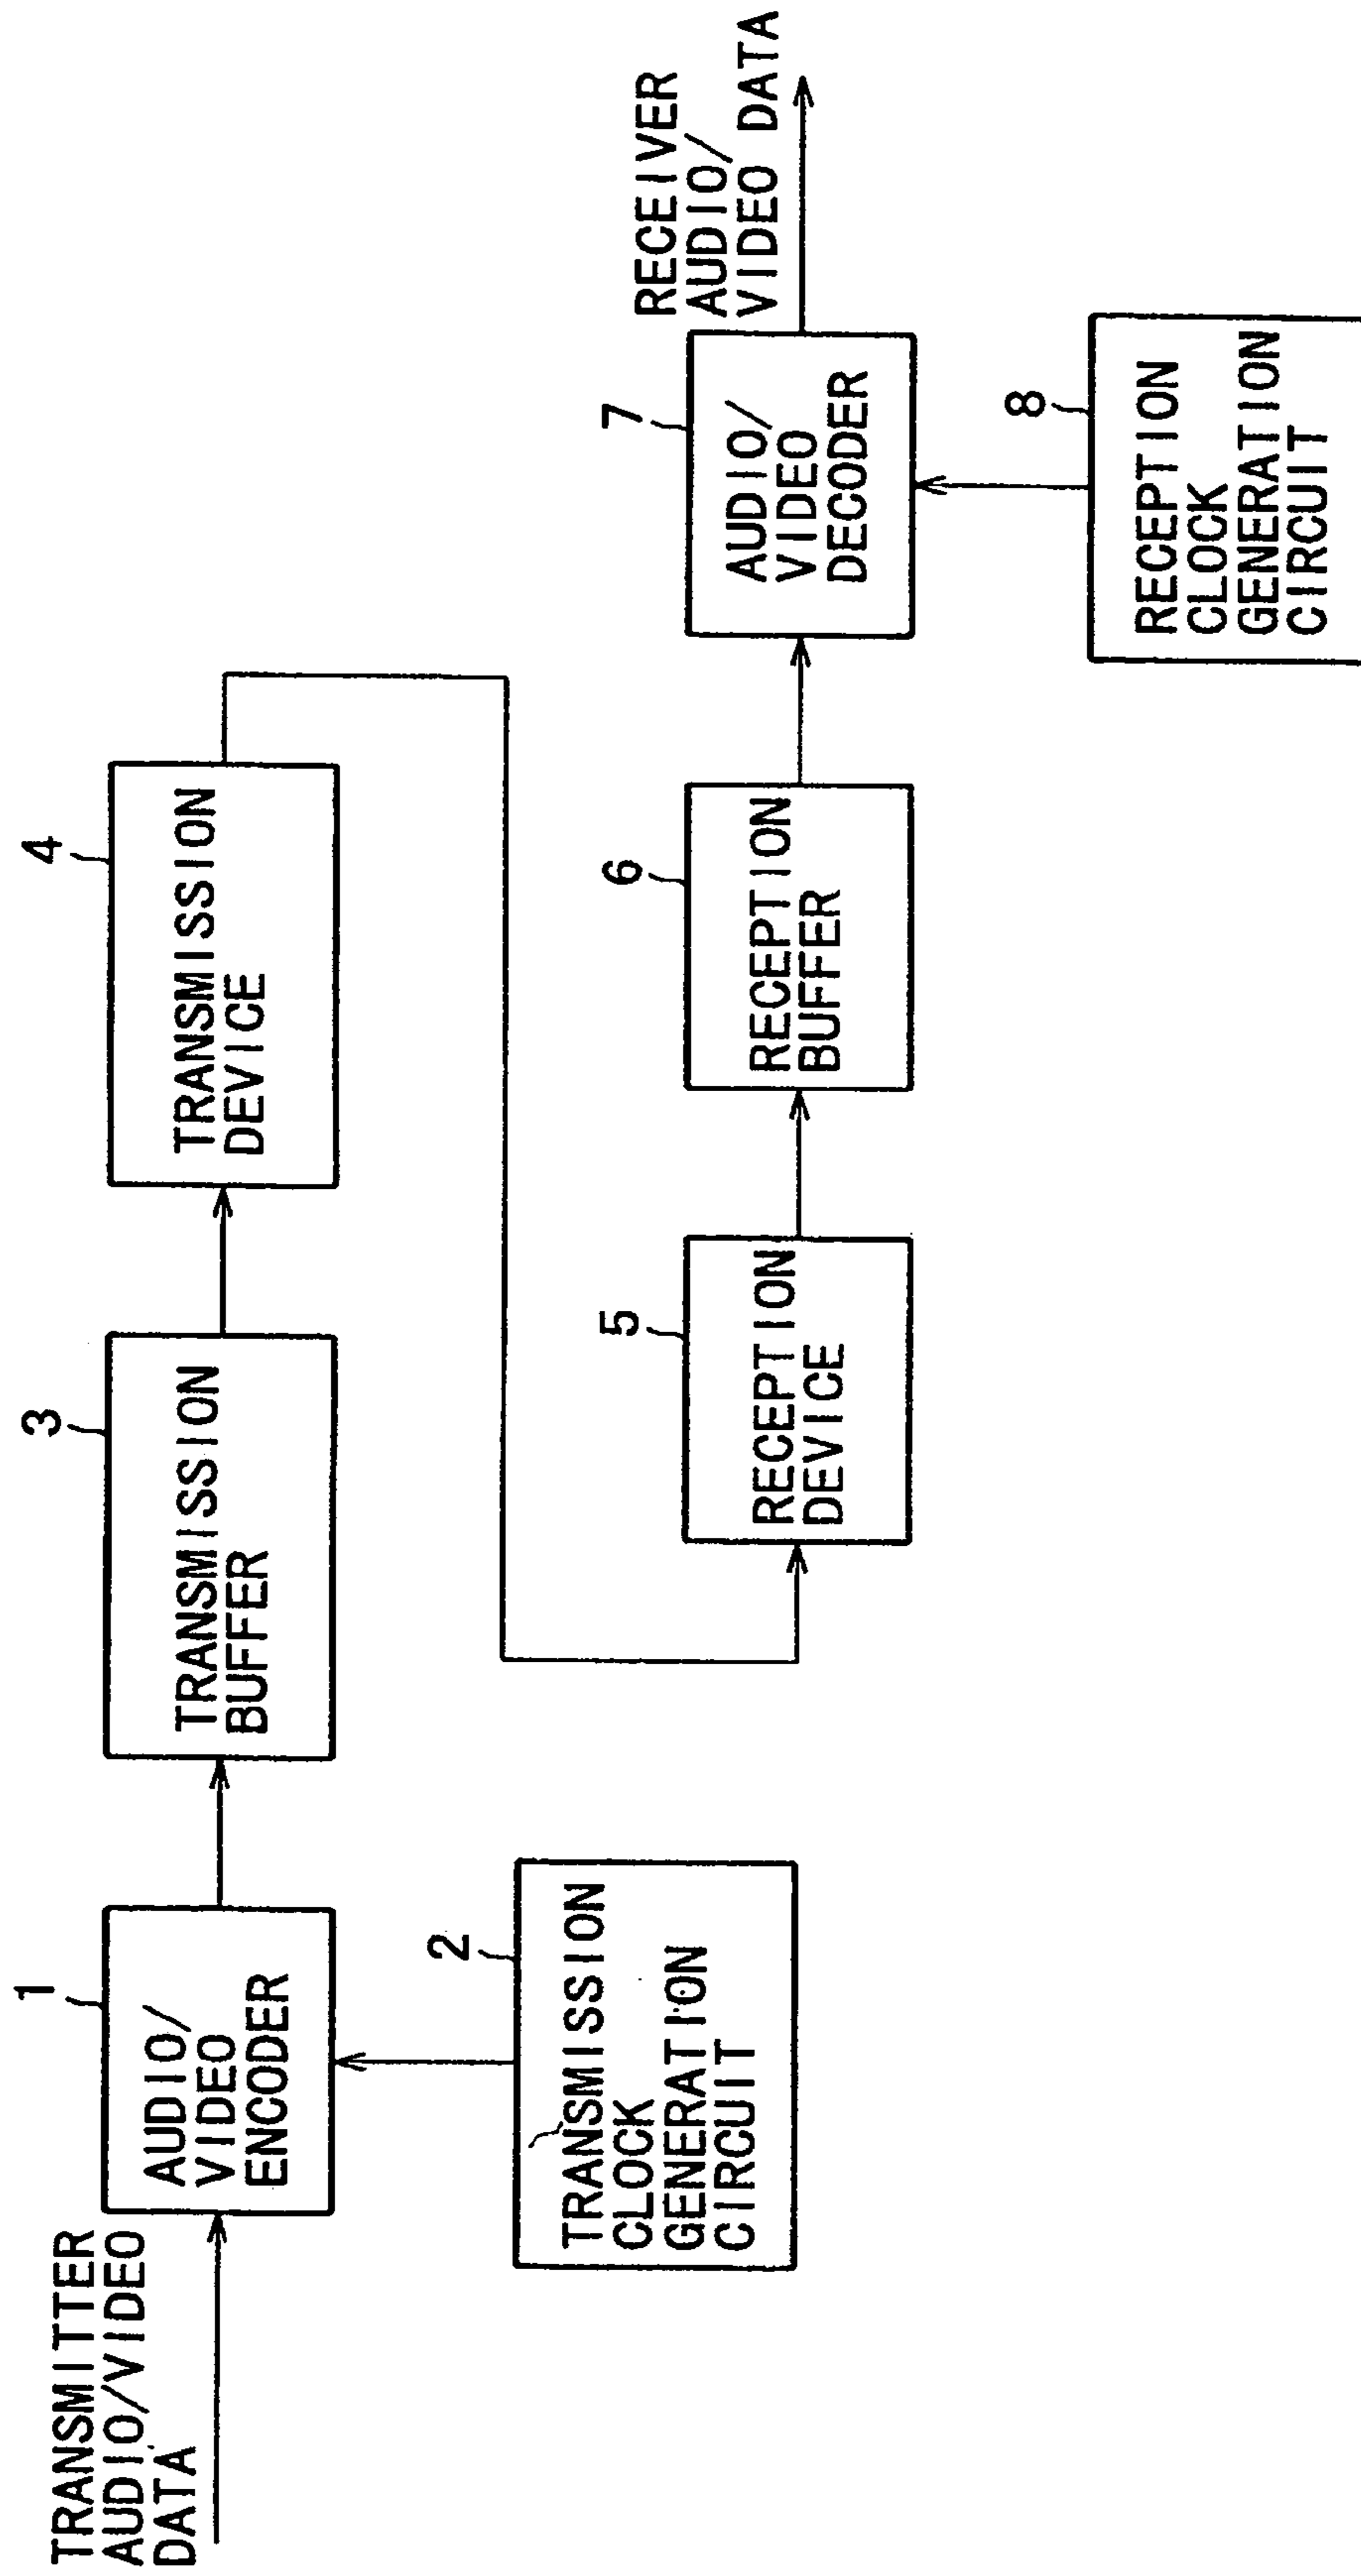 TRANSMITTER
AUDIO/VIDEO
DATA
1
AUDIO/
VIDEO
ENCODER
2
TRANSMISSION
CLOCK
GENERATION
CIRCUIT
3
TRANSMISSION
BUFFER
4
TRANSMISSION
DEVICE
5
RECEPTION
DEVICE
6
RECEPTION
BUFFER
7
AUDIO/
VIDEO
DECODER
RECEIVER
AUDIO/
VIDEO DATA
8
RECEPTION
CLOCK
GENERATION
CIRCUIT